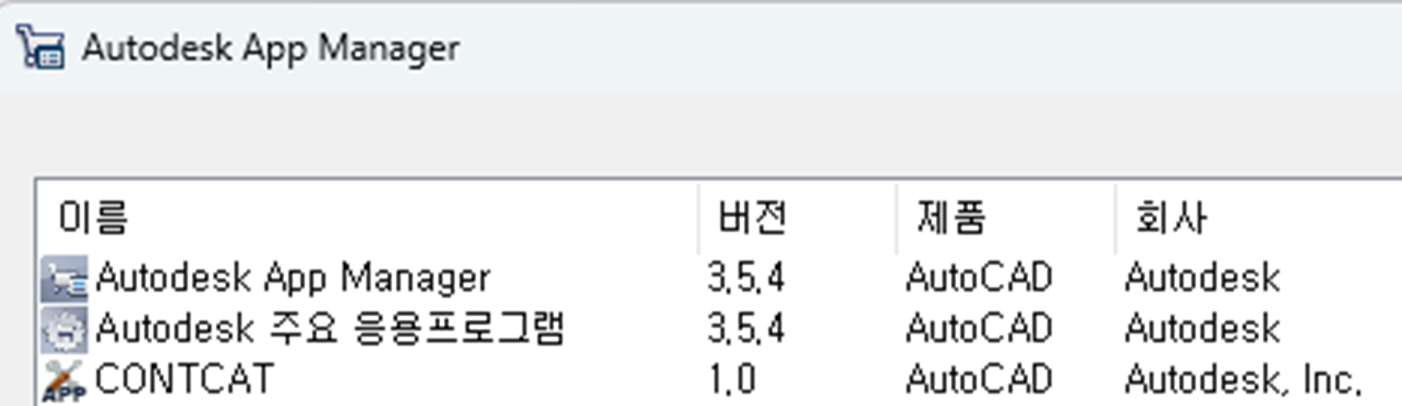 Autodesk App Manager
이름 버전 제품 회사
Autodesk App Manager 3.5.4 AutoCAD Autodesk
Autodesk 주요 응용프로그램 3.5.4 AutoCAD Autodesk
APP CONTCAT 1.0 AutoCAD Autodesk, Inc.